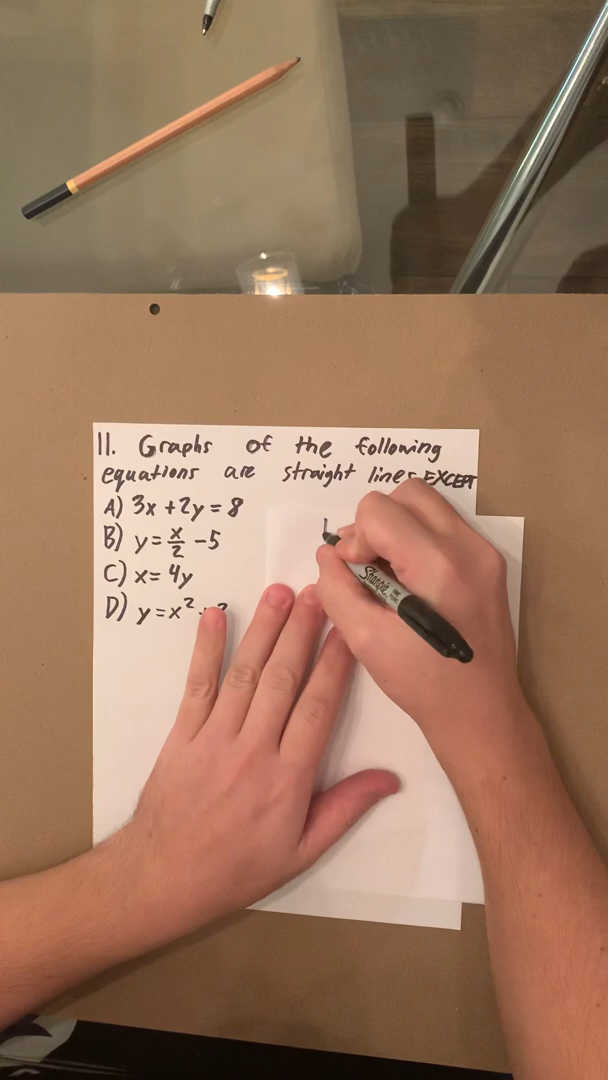 11. Graphs of the following
equations are straight lines EXCEPT
A) 3x + 2y = 8
B) y = x/2 - 5
C) x = 4y
D) y = x²
Sharpie